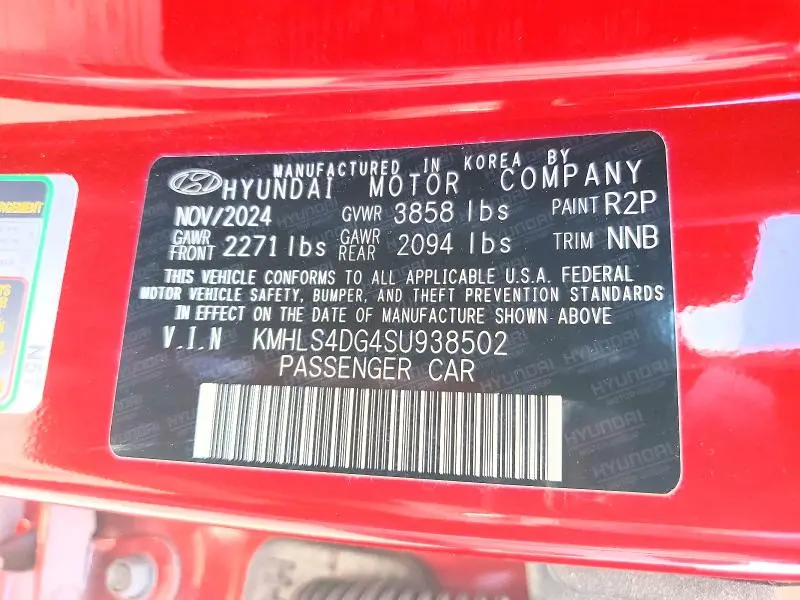 MANUFACTURED IN KOREA BY
HYUNDAI MOTOR COMPANY
NOV/2024 GVWR 3858 lbs PAINT R2P
GAWR FRONT 2271 lbs GAWR REAR 2094 lbs TRIM NNB
THIS VEHICLE CONFORMS TO ALL APPLICABLE U.S.A. FEDERAL
MOTOR VEHICLE SAFETY, BUMPER, AND THEFT PREVENTION STANDARDS
IN EFFECT ON THE DATE OF MANUFACTURE SHOWN ABOVE
V.I.N KMHLS4DG4SU938502
PASSENGER CAR